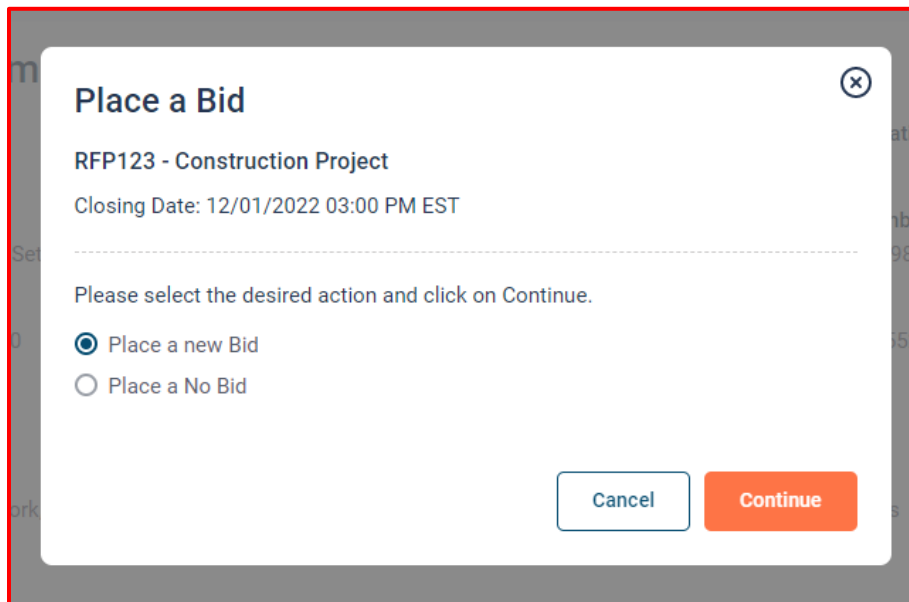 Place a Bid
RFP123 - Construction Project
Closing Date: 12/01/2022 03:00 PM EST
Please select the desired action and click on Continue.
Place a new Bid
Place a No Bid
Cancel
Continue